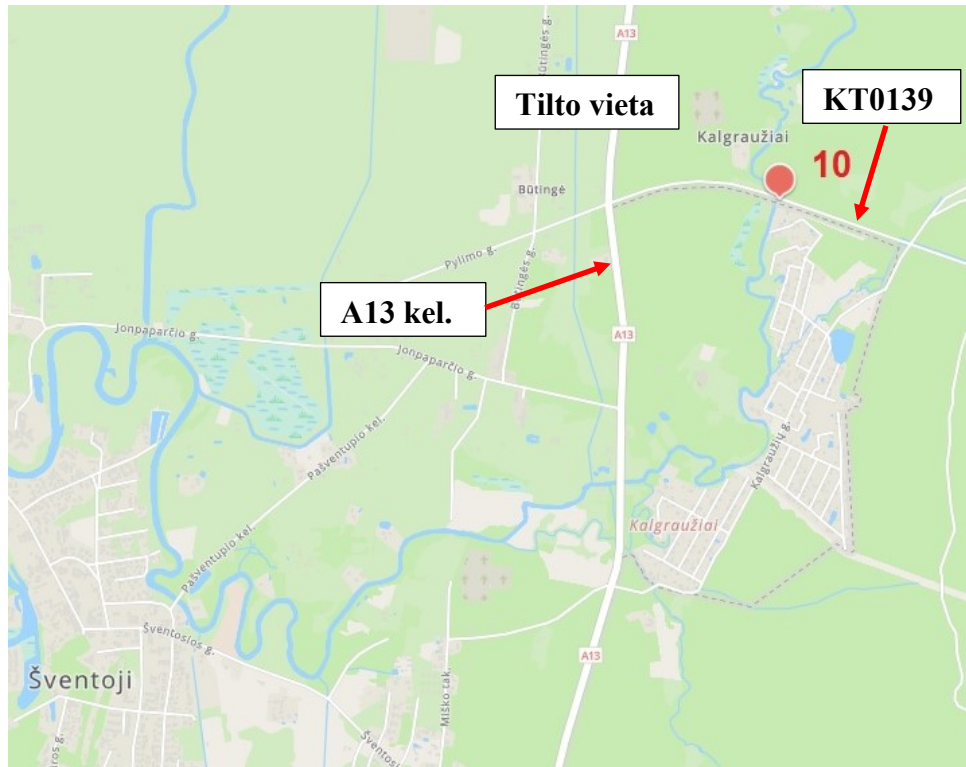 Būtingės g.
A13
Tilto vieta
KT0139
Kalgraužiai
10
Būtingė
Pylimo g.
Būtingės g.
A13 kel.
A13
Jonpaparčio g.
Jonpaparčio g.
Pašventupio kel.
Kalgraužių g.
Kalgraužiai
Pašventupio kel.
Šventosios g.
A13
Šventoji
Miško tak.